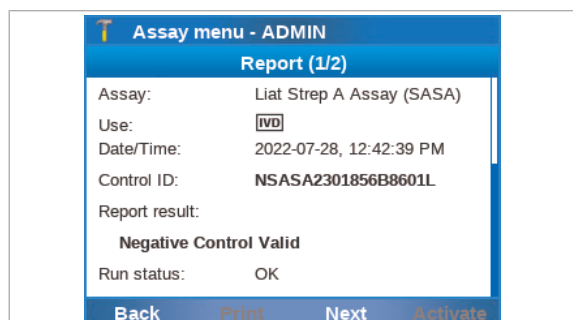 Assay menu - ADMIN
Report (1/2)
Assay: Liat Strep A Assay (SASA)
Use: IVD
Date/Time: 2022-07-28, 12:42:39 PM
Control ID: NSASA2301856B8601L
Report result:
Negative Control Valid
Run status: OK
Back Print Next Activate